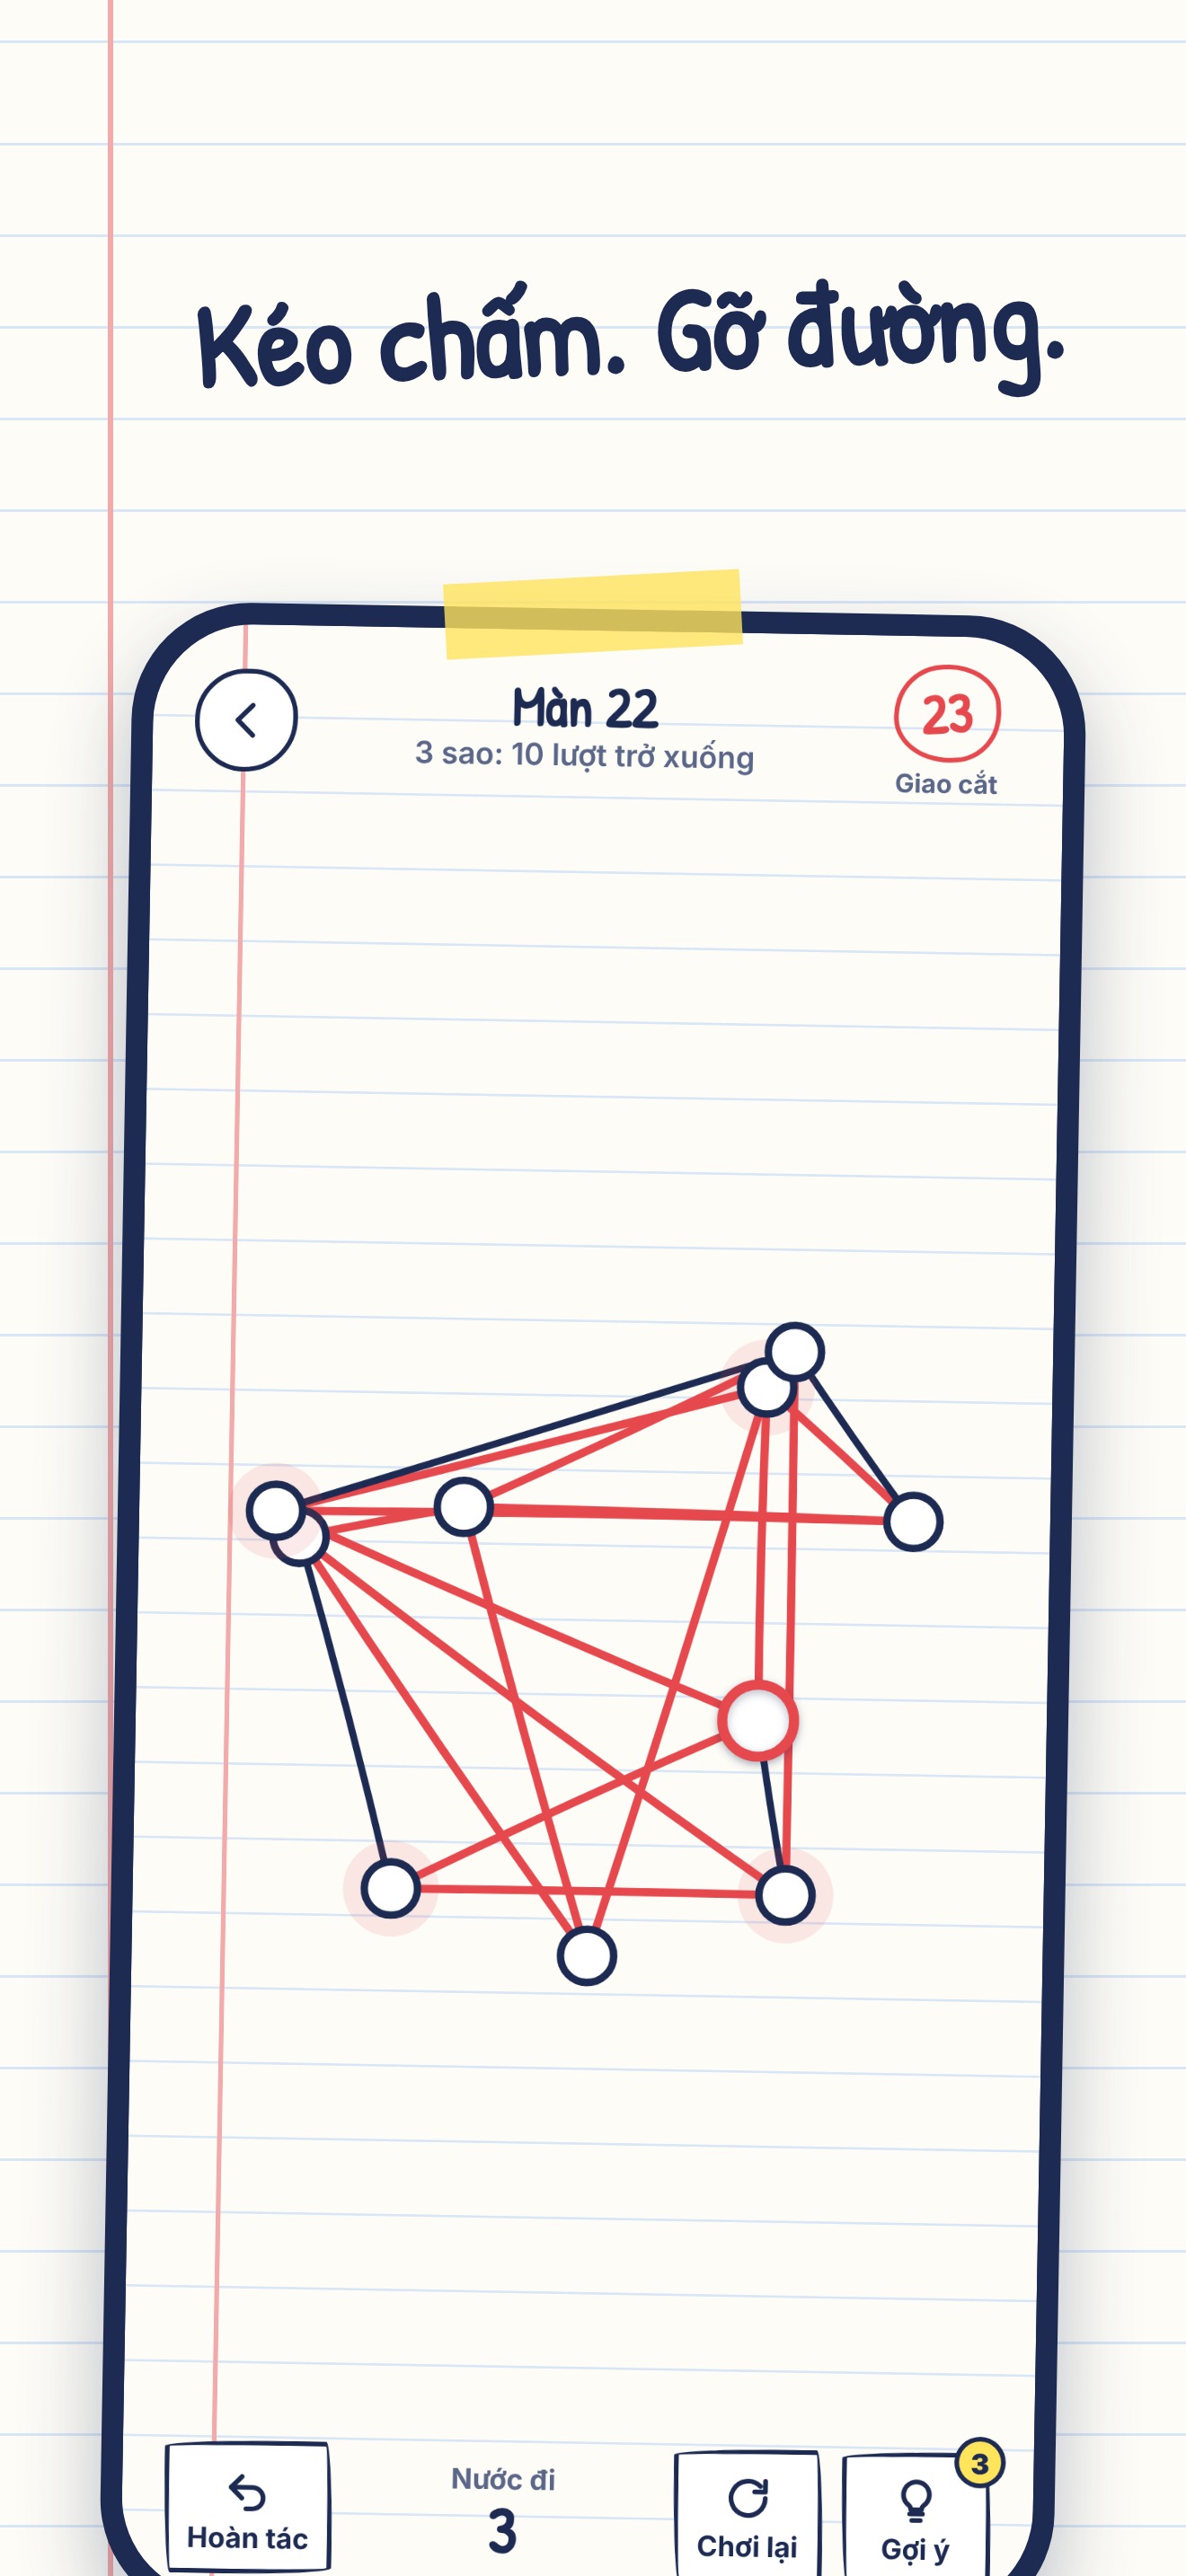 Kéo chấm. Gỡ đường.
Màn 22
3 sao: 10 lượt trở xuống
23
Giao cắt
Hoàn tác
Nước đi
3
Chơi lại
3
Gợi ý